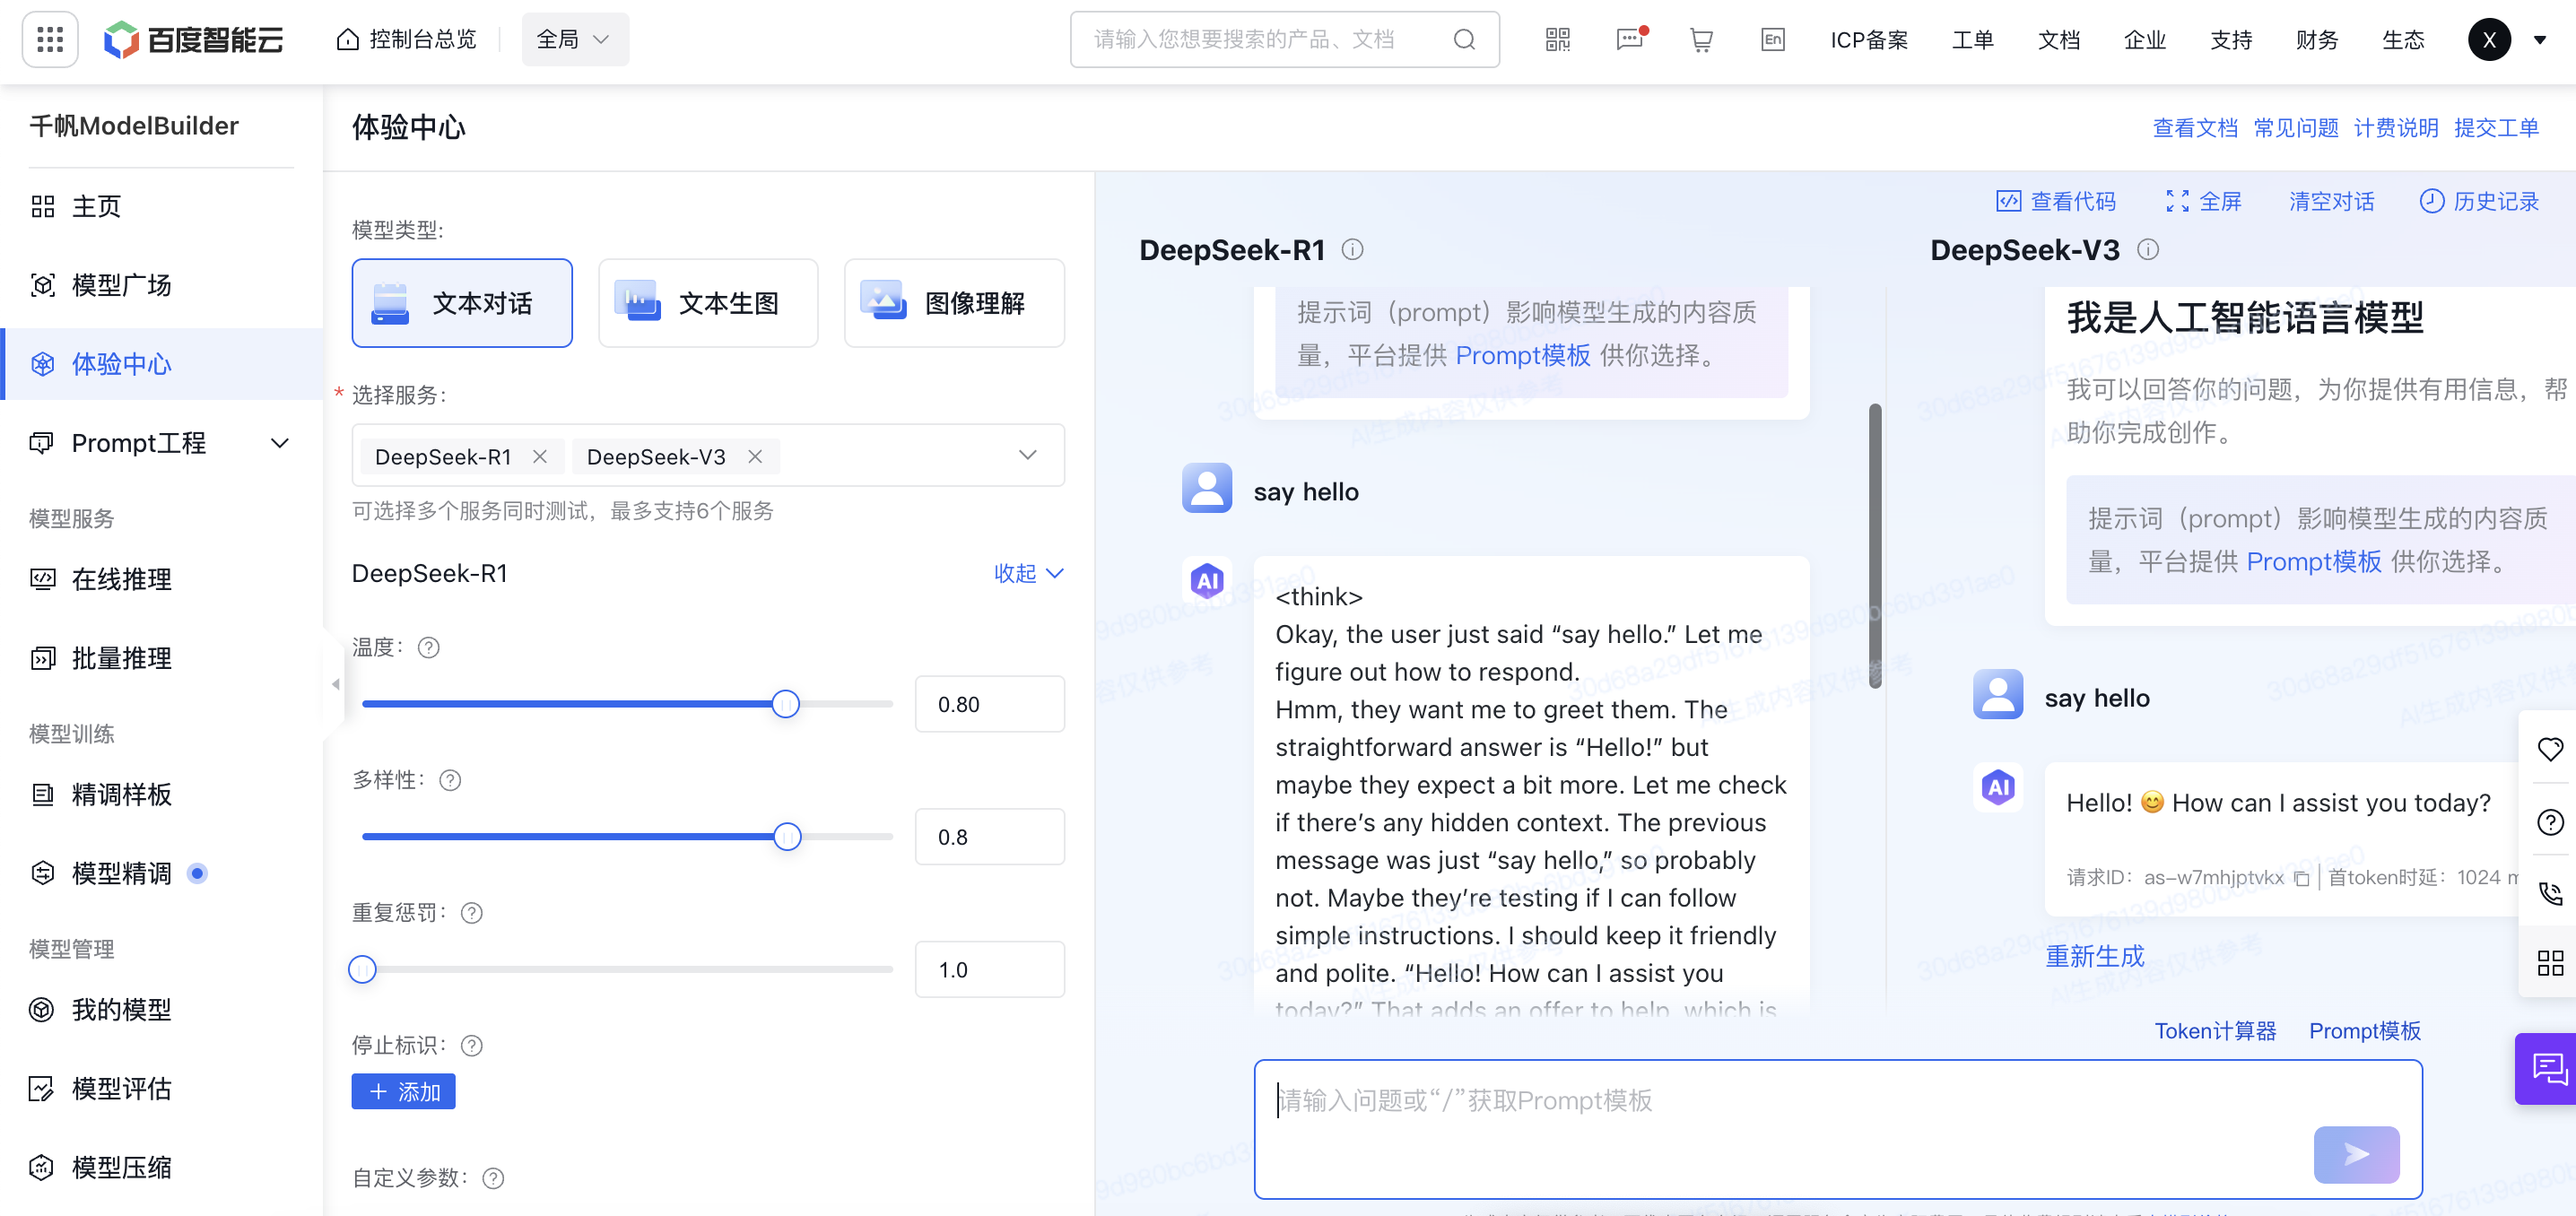 百度智能云
控制台总览
全局
请输入您想要搜索的产品、文档
En
ICP备案
工单
文档
企业
支持
财务
生态
X
千帆ModelBuilder
主页
模型广场
体验中心
Prompt工程
模型服务
在线推理
批量推理
模型训练
精调样板
模型精调
模型管理
我的模型
模型评估
模型压缩
体验中心
查看文档 常见问题 计费说明 提交工单
模型类型:
文本对话
文本生图
图像理解
* 选择服务:
DeepSeek-R1
DeepSeek-V3
可选择多个服务同时测试，最多支持6个服务
DeepSeek-R1
收起
温度:
0.80
多样性:
0.8
重复惩罚:
1.0
停止标识:
+ 添加
自定义参数:
查看代码
全屏
清空对话
历史记录
DeepSeek-R1
提示词（prompt）影响模型生成的内容质
量，平台提供 Prompt模板 供你选择。
say hello
AI
<think>
Okay, the user just said “say hello.” Let me
figure out how to respond.
Hmm, they want me to greet them. The
straightforward answer is “Hello!” but
maybe they expect a bit more. Let me check
if there’s any hidden context. The previous
message was just “say hello,” so probably
not. Maybe they’re testing if I can follow
simple instructions. I should keep it friendly
and polite. “Hello! How can I assist you
today?” That adds an offer to help, which is
DeepSeek-V3
我是人工智能语言模型
我可以回答你的问题，为你提供有用信息，帮
助你完成创作。
提示词（prompt）影响模型生成的内容质
量，平台提供 Prompt模板 供你选择。
say hello
AI
Hello! 😊 How can I assist you today?
请求ID: as-w7mhjptvkx
首token时延: 1024 m
重新生成
Token计算器
Prompt模板
请输入问题或“/”获取Prompt模板